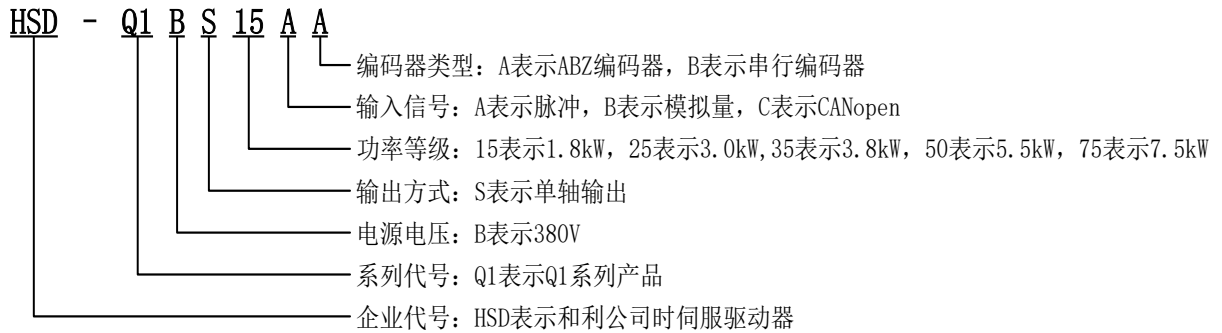 HSD - Q1 B S 15 A A
编码器类型：A表示ABZ编码器，B表示串行编码器
输入信号：A表示脉冲，B表示模拟量，C表示CANopen
功率等级：15表示1.8kW，25表示3.0kW,35表示3.8kW，50表示5.5kW，75表示7.5kW
输出方式：S表示单轴输出
电源电压：B表示380V
系列代号：Q1表示Q1系列产品
企业代号：HSD表示和利公司时伺服驱动器